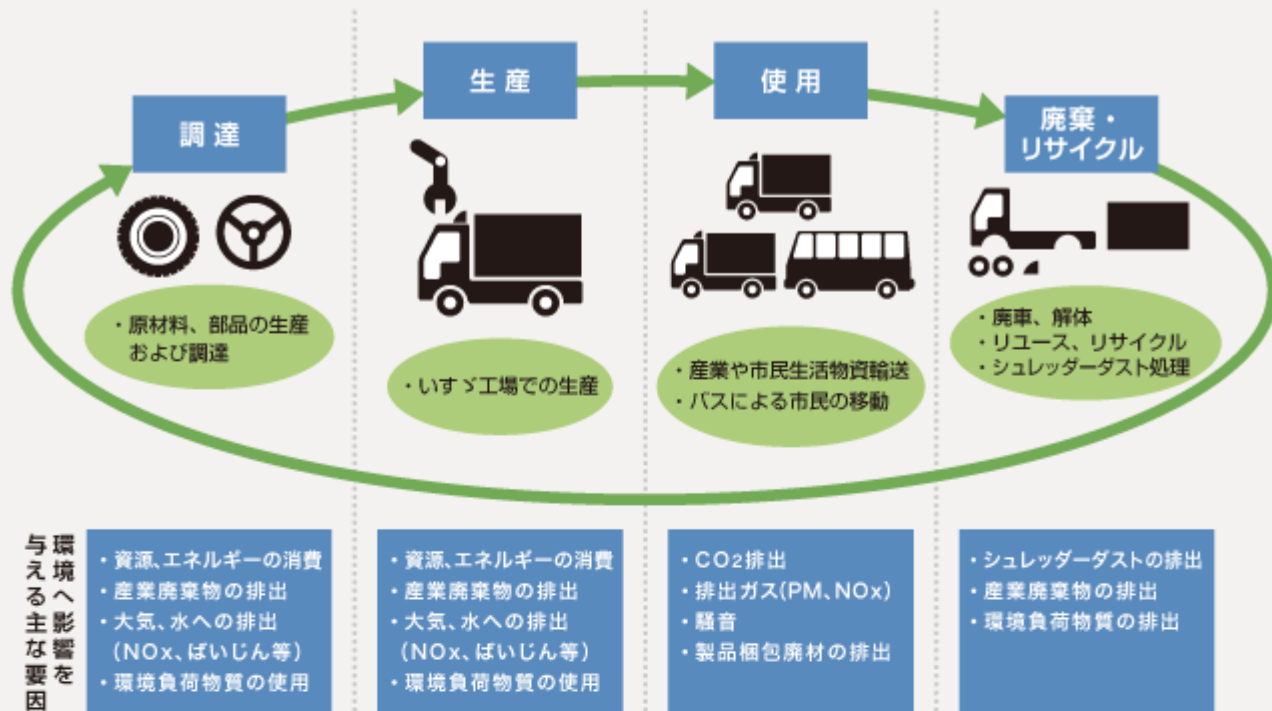 調達
生産
使用
廃棄・
リサイクル
・原材料、部品の生産
および調達
・いすゞ工場での生産
・産業や市民生活物資輸送
・バスによる市民の移動
・廃車、解体
・リユース、リサイクル
・シュレッダーダスト処理
環境へ影響を
与える主な要因
・資源、エネルギーの消費
・産業廃棄物の排出
・大気、水への排出
(NOx、ばいじん等)
・環境負荷物質の使用
・資源、エネルギーの消費
・産業廃棄物の排出
・大気、水への排出
(NOx、ばいじん等)
・環境負荷物質の使用
・CO2排出
・排出ガス(PM、NOx)
・騒音
・製品梱包廃材の排出
・シュレッダーダストの排出
・産業廃棄物の排出
・環境負荷物質の排出